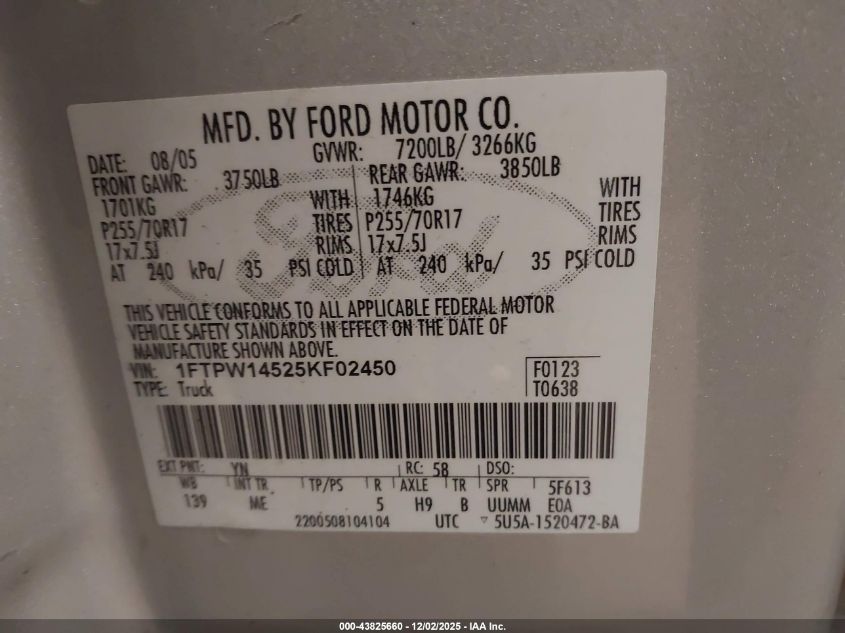 MFD. BY FORD MOTOR CO.
DATE: 08/05 GVWR: 7200LB/ 3266KG
FRONT GAWR: 3750LB REAR GAWR: 3850LB
1701KG WITH 1746KG WITH
P255/70R17 TIRES P255/70R17 TIRES
17x7.5J RIMS 17x7.5J RIMS
AT 240 kPa/ 35 PSI COLD AT 240 kPa/ 35 PSI COLD
Ford
THIS VEHICLE CONFORMS TO ALL APPLICABLE FEDERAL MOTOR
VEHICLE SAFETY STANDARDS IN EFFECT ON THE DATE OF
MANUFACTURE SHOWN ABOVE.
VIN: 1FTPW14525KF02450 F0123
TYPE: Truck T0638
EXT PNT: YN RC: 58 DSO:
WB INT TR TP/PS R AXLE TR SPR 5F613
139 ME 5 H9 B UUMM EOA
2200508104104 UTC ▽ 5U5A-1520472-BA
000-43825660 - 12/02/2025 - IAA Inc.